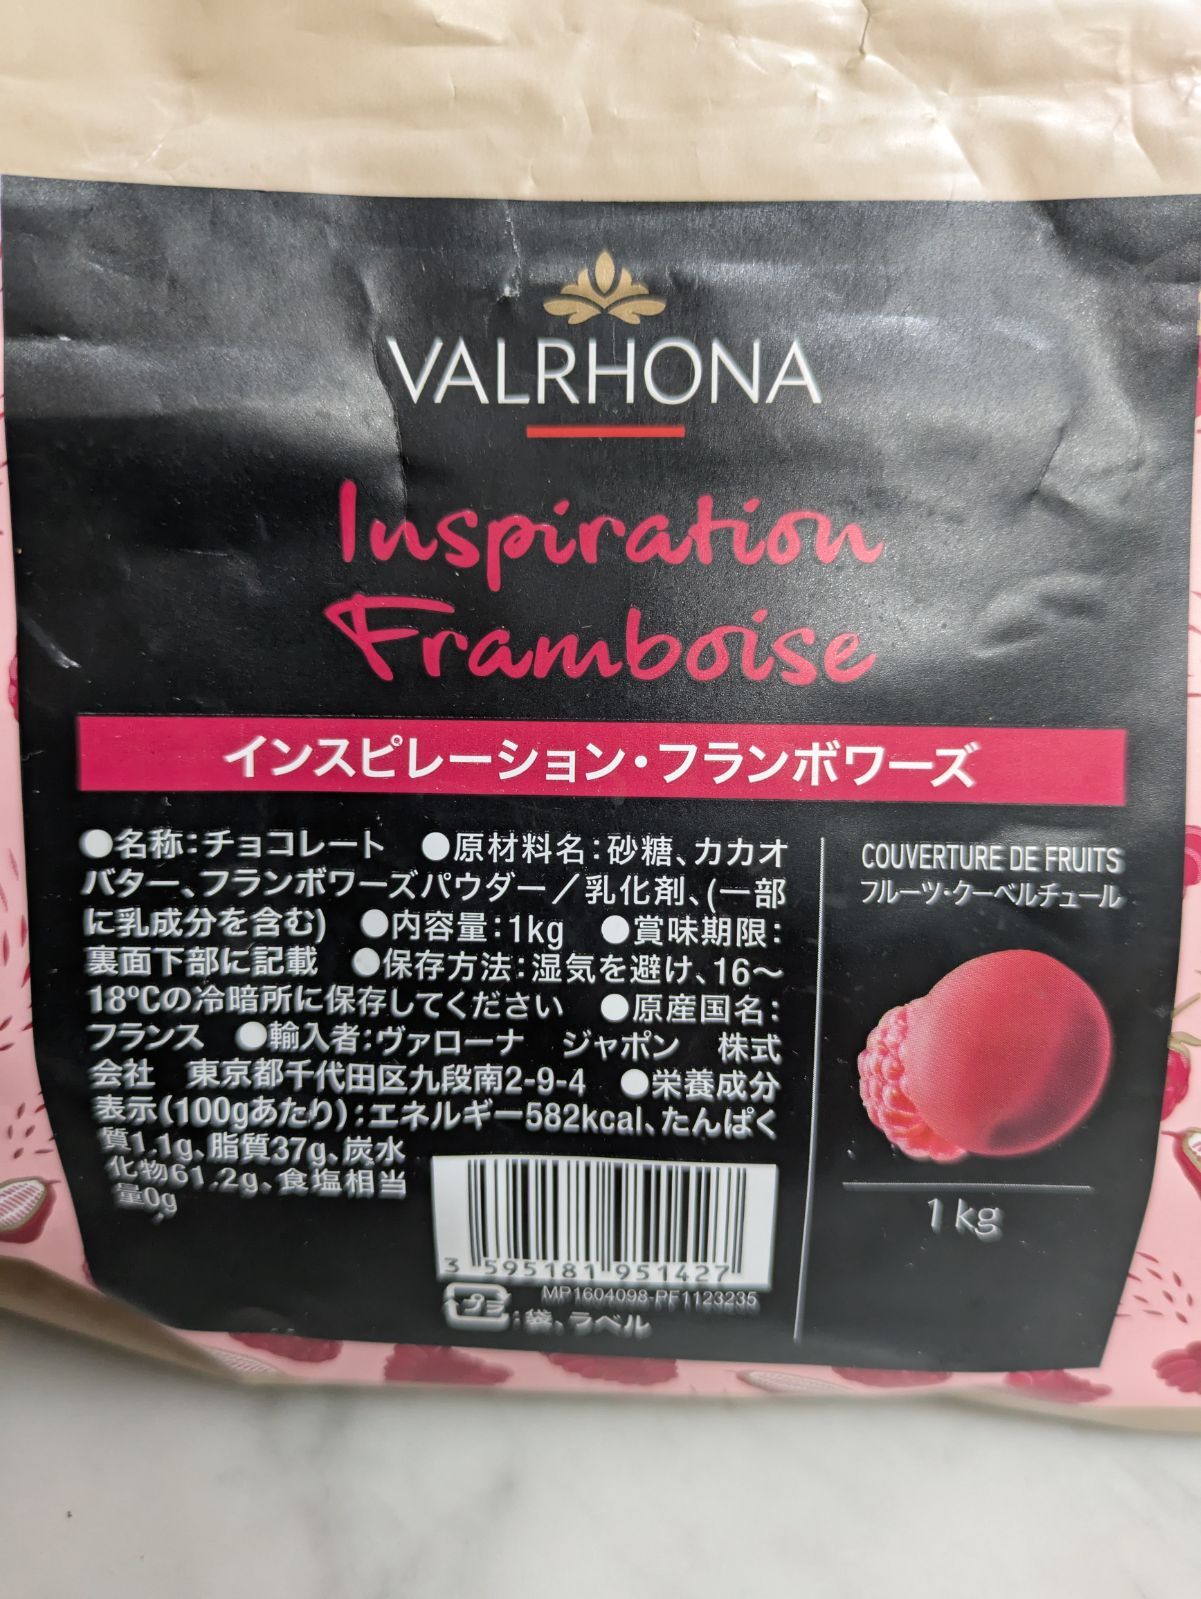 VALRHONA
Inspiration
Framboise
インスピレーション・フランボワーズ
●名称：チョコレート ●原材料名：砂糖、カカオ
バター、フランボワーズパウダー／乳化剤、(一部
に乳成分を含む) ●内容量：1kg ●賞味期限：
裏面下部に記載 ●保存方法：湿気を避け、16〜
18℃の冷暗所に保存してください ●原産国名：
フランス ●輸入者：ヴァローナ ジャポン 株式
会社 東京都千代田区九段南2-9-4 ●栄養成分
表示(100gあたり)：エネルギー582kcal、たんぱく
質1.1g、脂質37g、炭水
化物61.2g、食塩相当
量0g
3 595181 951427
MP1604098-PF1123235
プラ：袋、ラベル
COUVERTURE DE FRUITS
フルーツ・クーベルチュール
1 kg